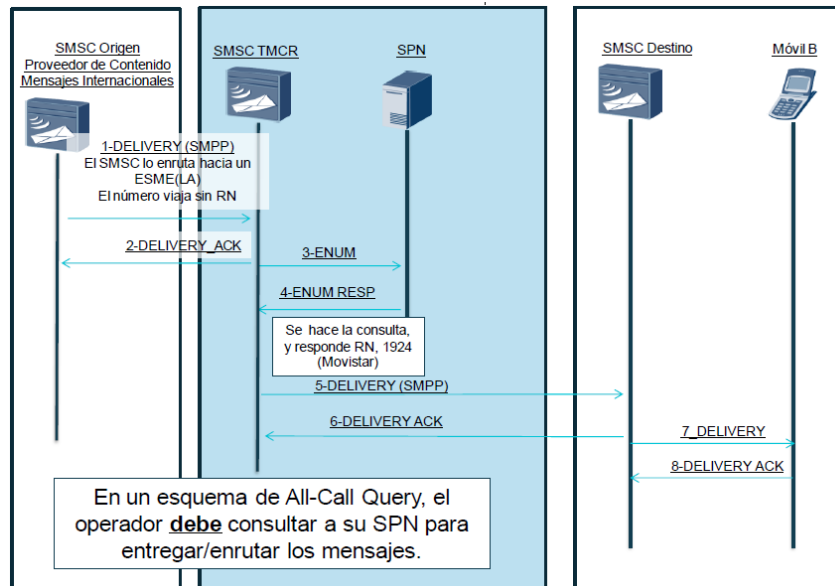 SMSC Origen
Proveedor de Contenido
Mensajes Internacionales
SMSC TMCR
SPN
SMSC Destino
Móvil B
1-DELIVERY (SMPP)
El SMSC lo enruta hacia un
ESME(LA)
El número viaja sin RN
2-DELIVERY_ACK
3-ENUM
4-ENUM RESP
Se hace la consulta,
y responde RN, 1924
(Movistar)
5-DELIVERY (SMPP)
6-DELIVERY ACK
7_DELIVERY
8-DELIVERY ACK
En un esquema de All-Call Query, el
operador debe consultar a su SPN para
entregar/enrutar los mensajes.